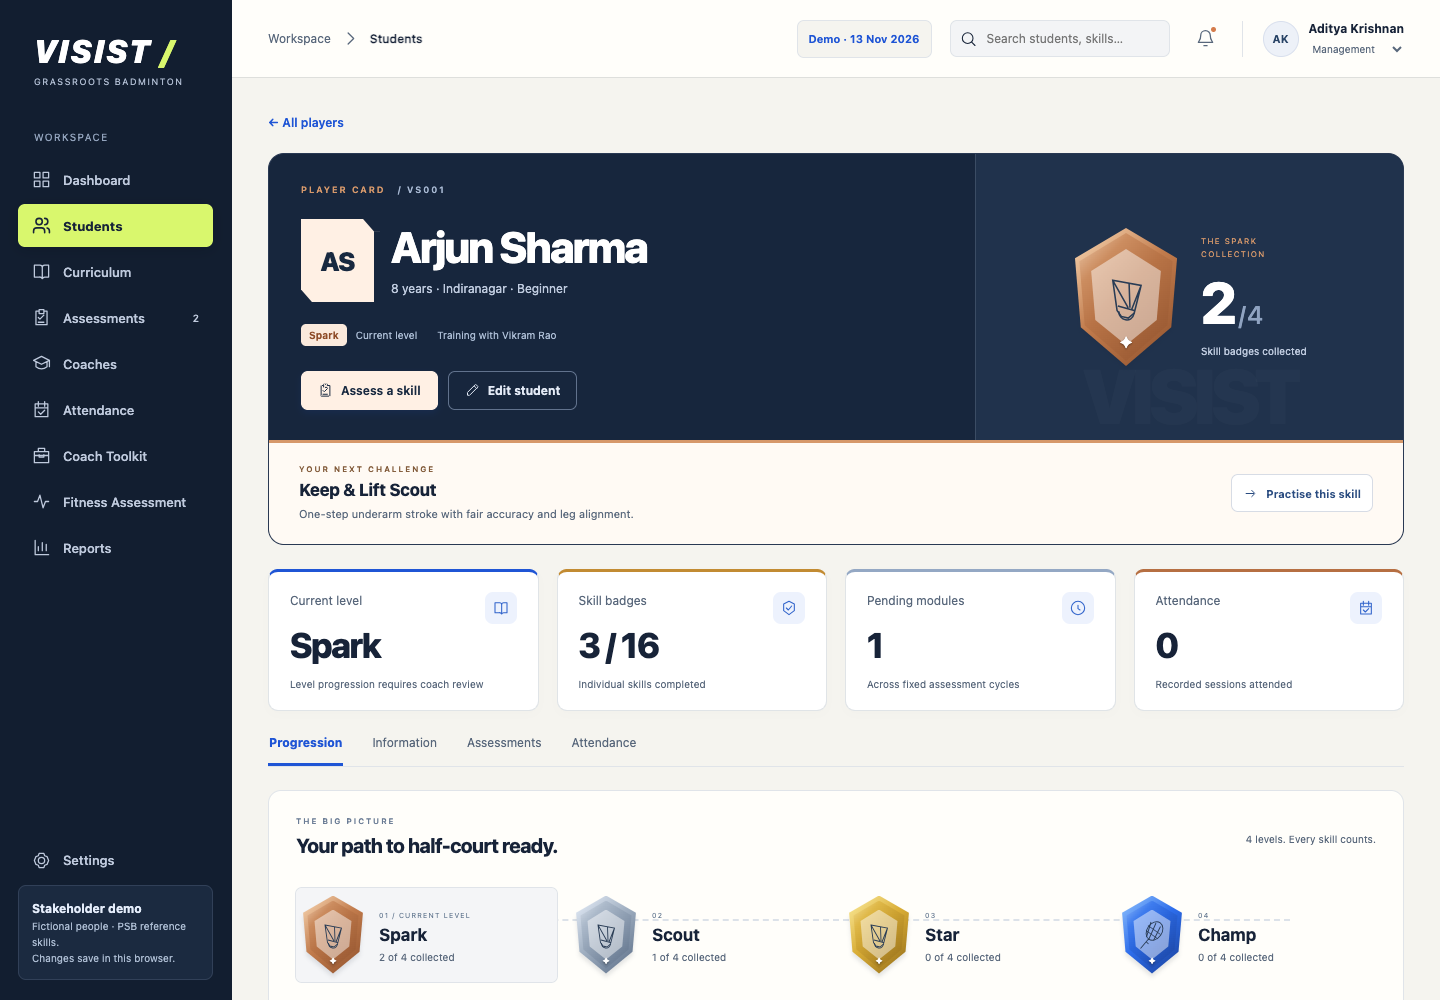 VISIST /
GRASSROOTS BADMINTON
WORKSPACE
Dashboard
Students
Curriculum
Assessments 2
Coaches
Attendance
Coach Toolkit
Fitness Assessment
Reports
Settings
Stakeholder demo
Fictional people · PSB reference
skills.
Changes save in this browser.
Workspace > Students
Demo · 13 Nov 2026
Search students, skills...
AK
Aditya Krishnan
Management
← All players
PLAYER CARD / VS001
AS
Arjun Sharma
8 years · Indiranagar · Beginner
Spark Current level Training with Vikram Rao
Assess a skill
Edit student
THE SPARK
COLLECTION
2/4
Skill badges collected
VISIST
YOUR NEXT CHALLENGE
Keep & Lift Scout
One-step underarm stroke with fair accuracy and leg alignment.
→ Practise this skill
Current level
Spark
Level progression requires coach review
Skill badges
3 / 16
Individual skills completed
Pending modules
1
Across fixed assessment cycles
Attendance
0
Recorded sessions attended
Progression Information Assessments Attendance
THE BIG PICTURE
Your path to half-court ready.
4 levels. Every skill counts.
01 / CURRENT LEVEL
Spark
2 of 4 collected
02
Scout
1 of 4 collected
03
Star
0 of 4 collected
04
Champ
0 of 4 collected